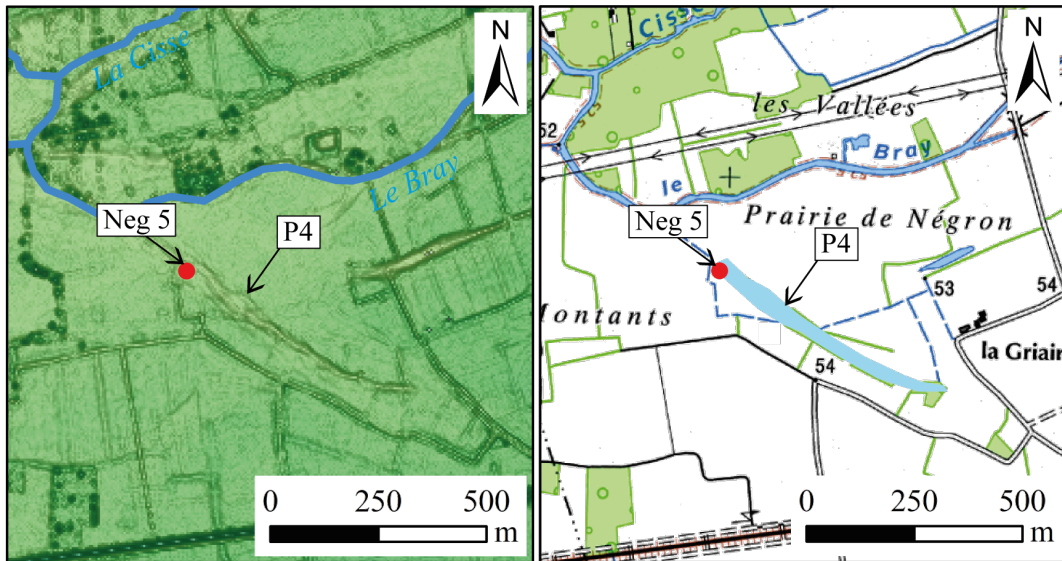 N
La Cisse
Le Bray
Neg 5
P4
0 250 500
m
N
Cisse
les Vallées
52
Bray
le
Neg 5
Prairie de Négron
P4
54
53
Montants
la Griair
54
0 250 500
m